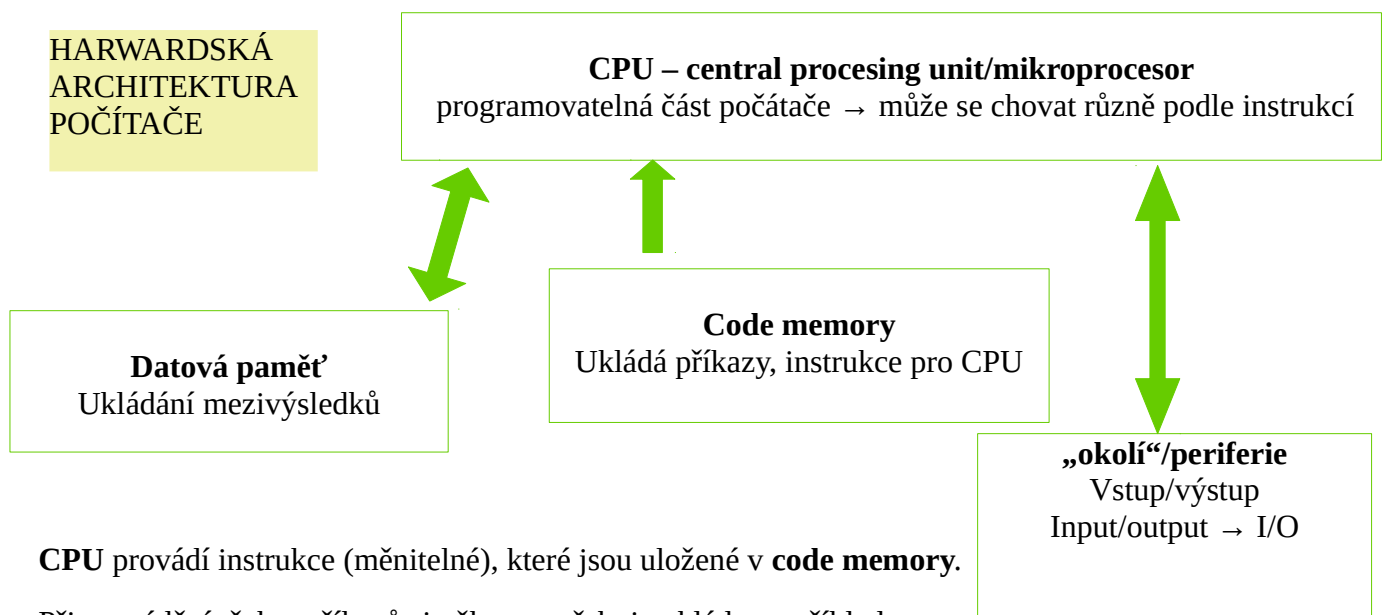 HARWARDSKÁ
ARCHITEKTURA
POČÍTAČE
CPU – central procesing unit/mikroprocesor
programovatelná část počátače → může se chovat různě podle instrukcí
Datová paměť
Ukládání mezivýsledků
Code memory
Ukládá příkazy, instrukce pro CPU
„okolí“/periferie
Vstup/výstup
Input/output → I/O
CPU provádí instrukce (měnitelné), které jsou uložené v code memory.